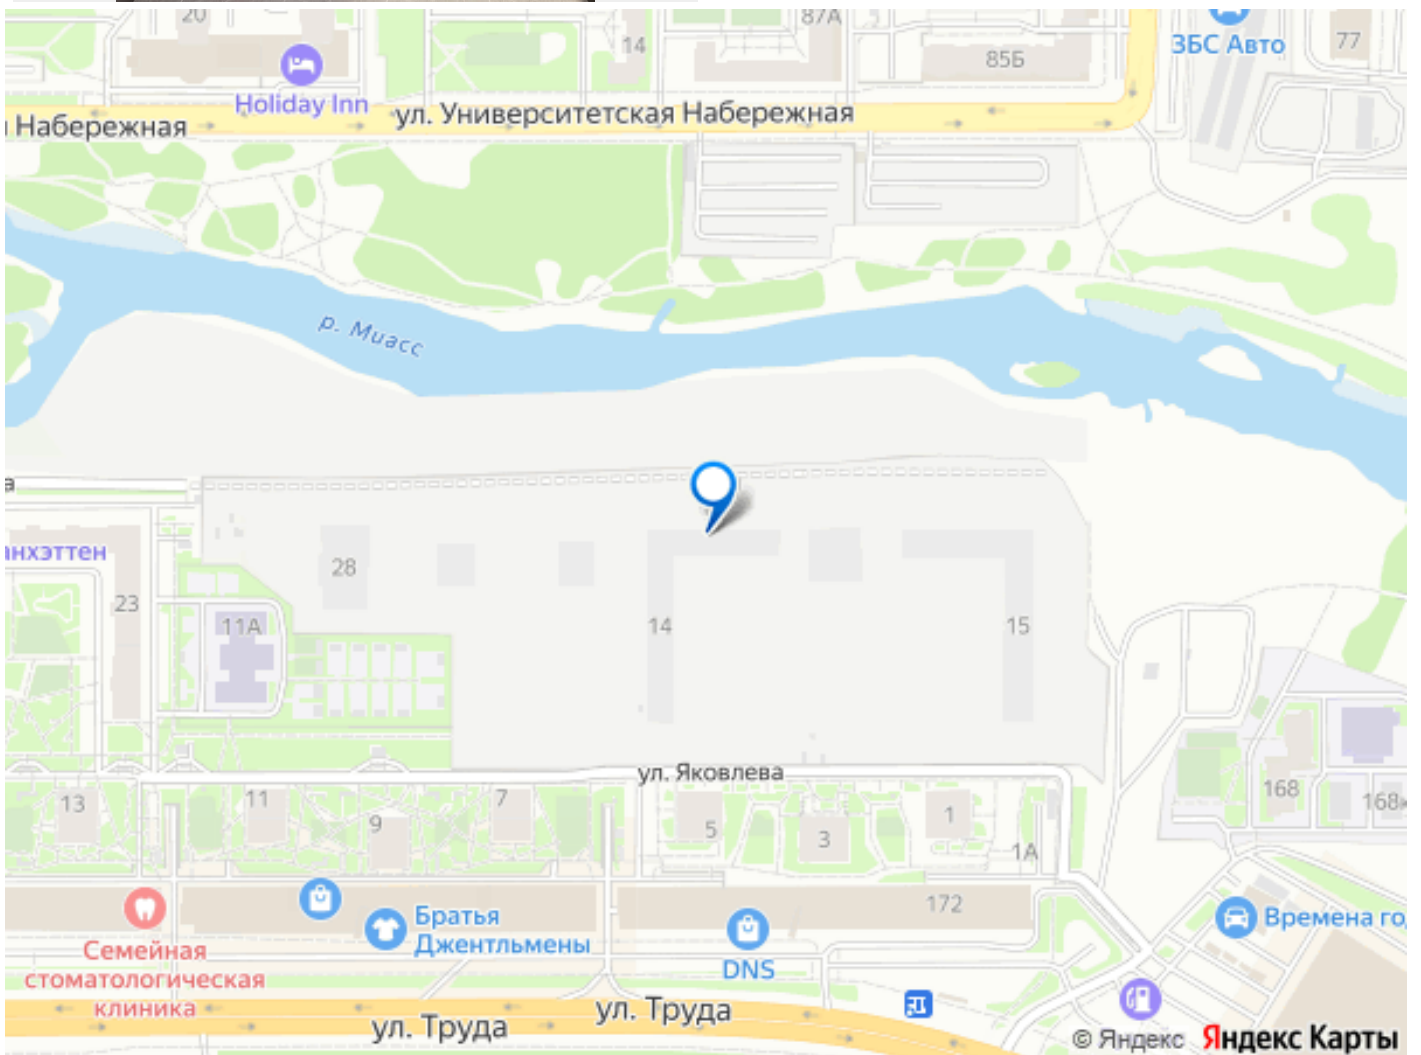 20
87А
ЗБС Авто
77
14
85Б
Holiday Inn
ул. Университетская Набережная
Набережная
р. Миасс
а
анхэттен
28
23
11А
14
15
ул. Яковлева
13
11
9
7
5
3
1
1А
168
168
172
Братья
Джентльмены
DNS
Времена го
Семейная
стоматологическая
клиника
ул. Труда
ул. Труда
© Яндекс Яндекс Карты